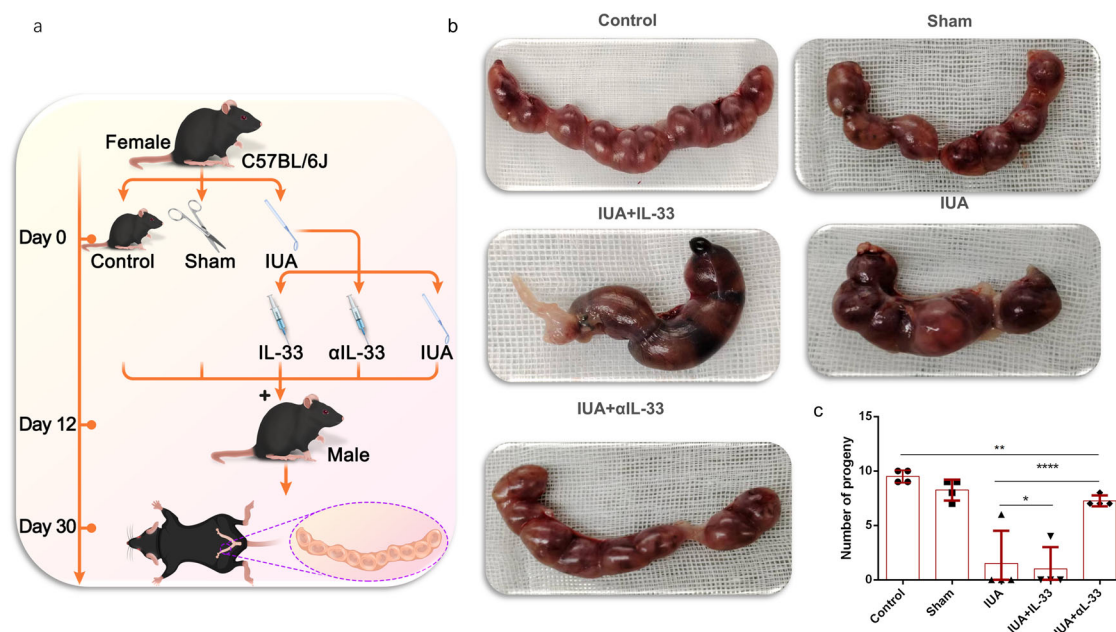 a
Female
C57BL/6J
Day 0
Control
Sham
IUA
IL-33
αIL-33
IUA
+
Day 12
Male
Day 30
b
Control
Sham
IUA+IL-33
IUA
IUA+αIL-33
c
Number of progeny
15
10
5
0
**
****
*
Control
Sham
IUA
IUA+IL-33
IUA+αL-33